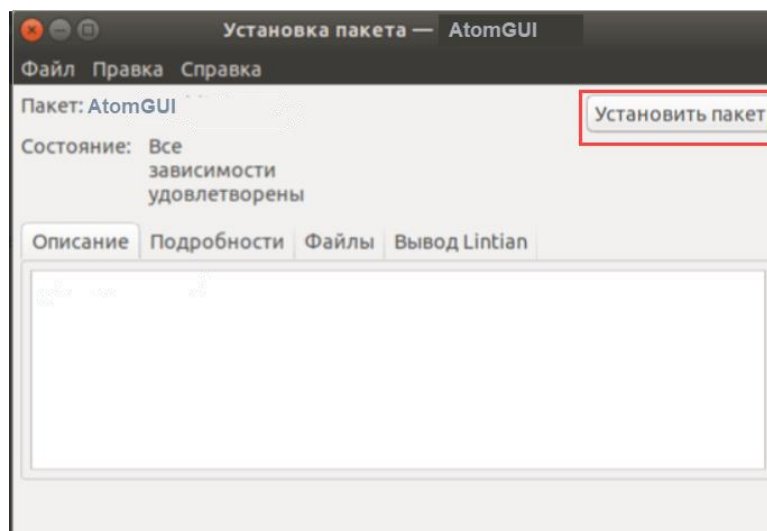 Установка пакета — AtomGUI
Файл Правка Справка
Пакет: AtomGUI
Установить пакет
Состояние: Все
зависимости
удовлетворены
Описание Подробности Файлы Вывод Lintian